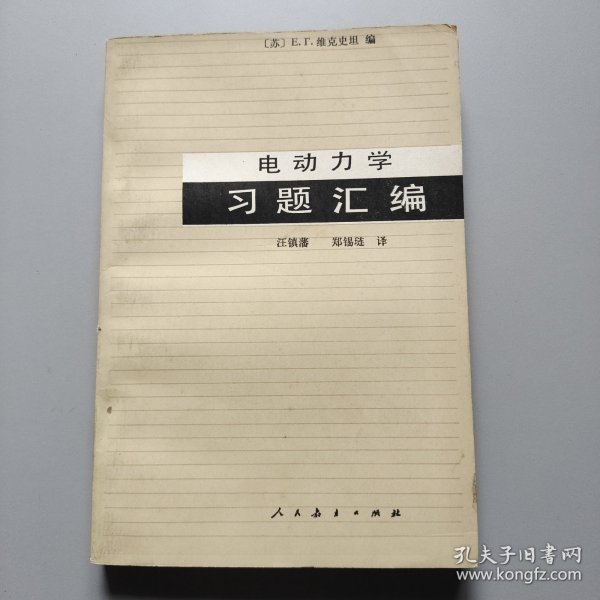 〔苏〕E.Г.维克史坦 编
电动力学
习题汇编
汪镇藩 郑锡琏 译
人民教育出版社
孔夫子旧书网
www.kongfz.com